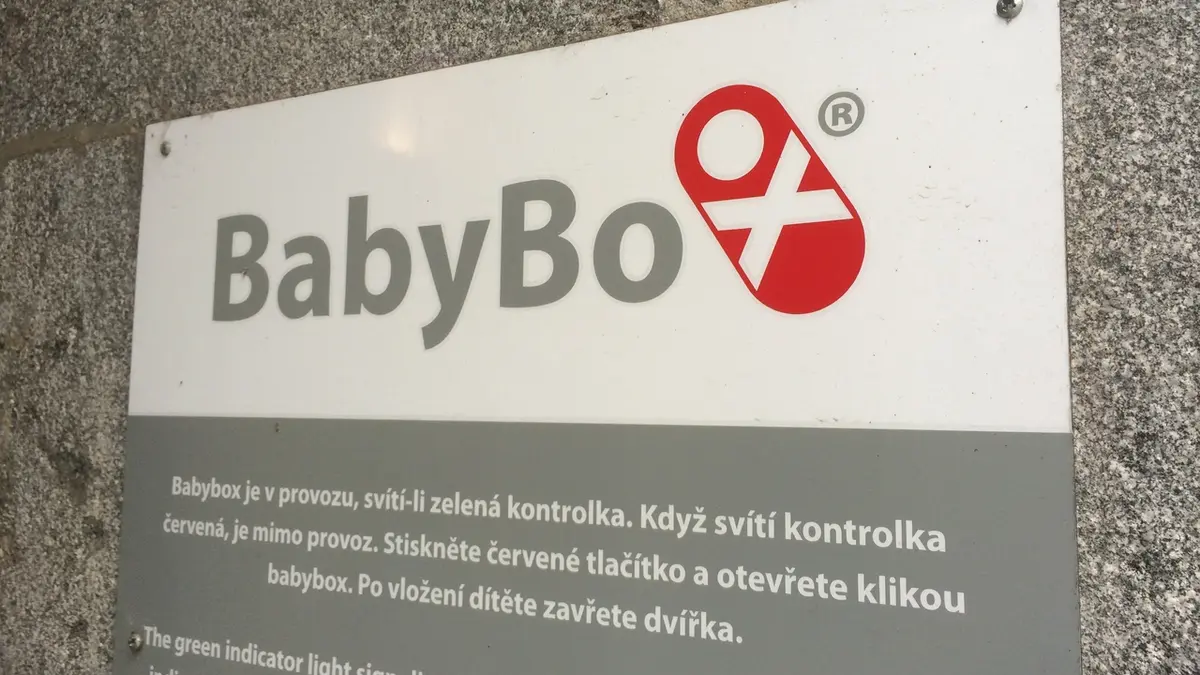 BabyBox®
Babybox je v provozu, svítí-li zelená kontrolka. Když svítí kontrolka
červená, je mimo provoz. Stiskněte červené tlačítko a otevřete klikou
babybox. Po vložení dítěte zavřete dvířka.
The green indicator light